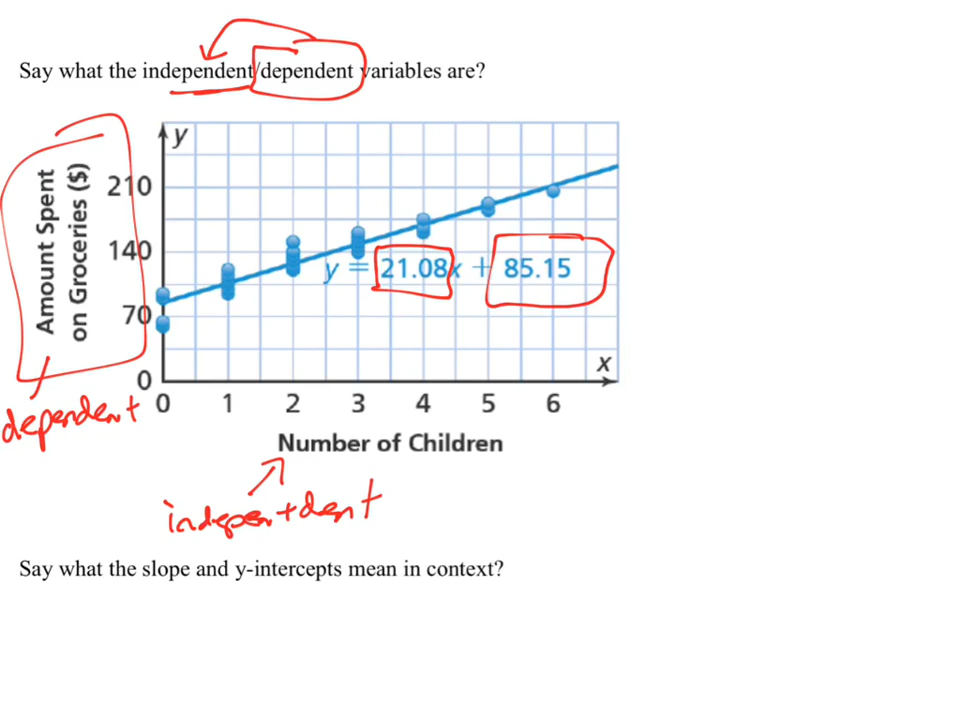 Say what the independent/dependent variables are?
y
Amount Spent
on Groceries ($)
210
140
70
0
y = 21.08x + 85.15
x
0 1 2 3 4 5 6
dependent
Number of Children
indepentdent
Say what the slope and y-intercepts mean in context?